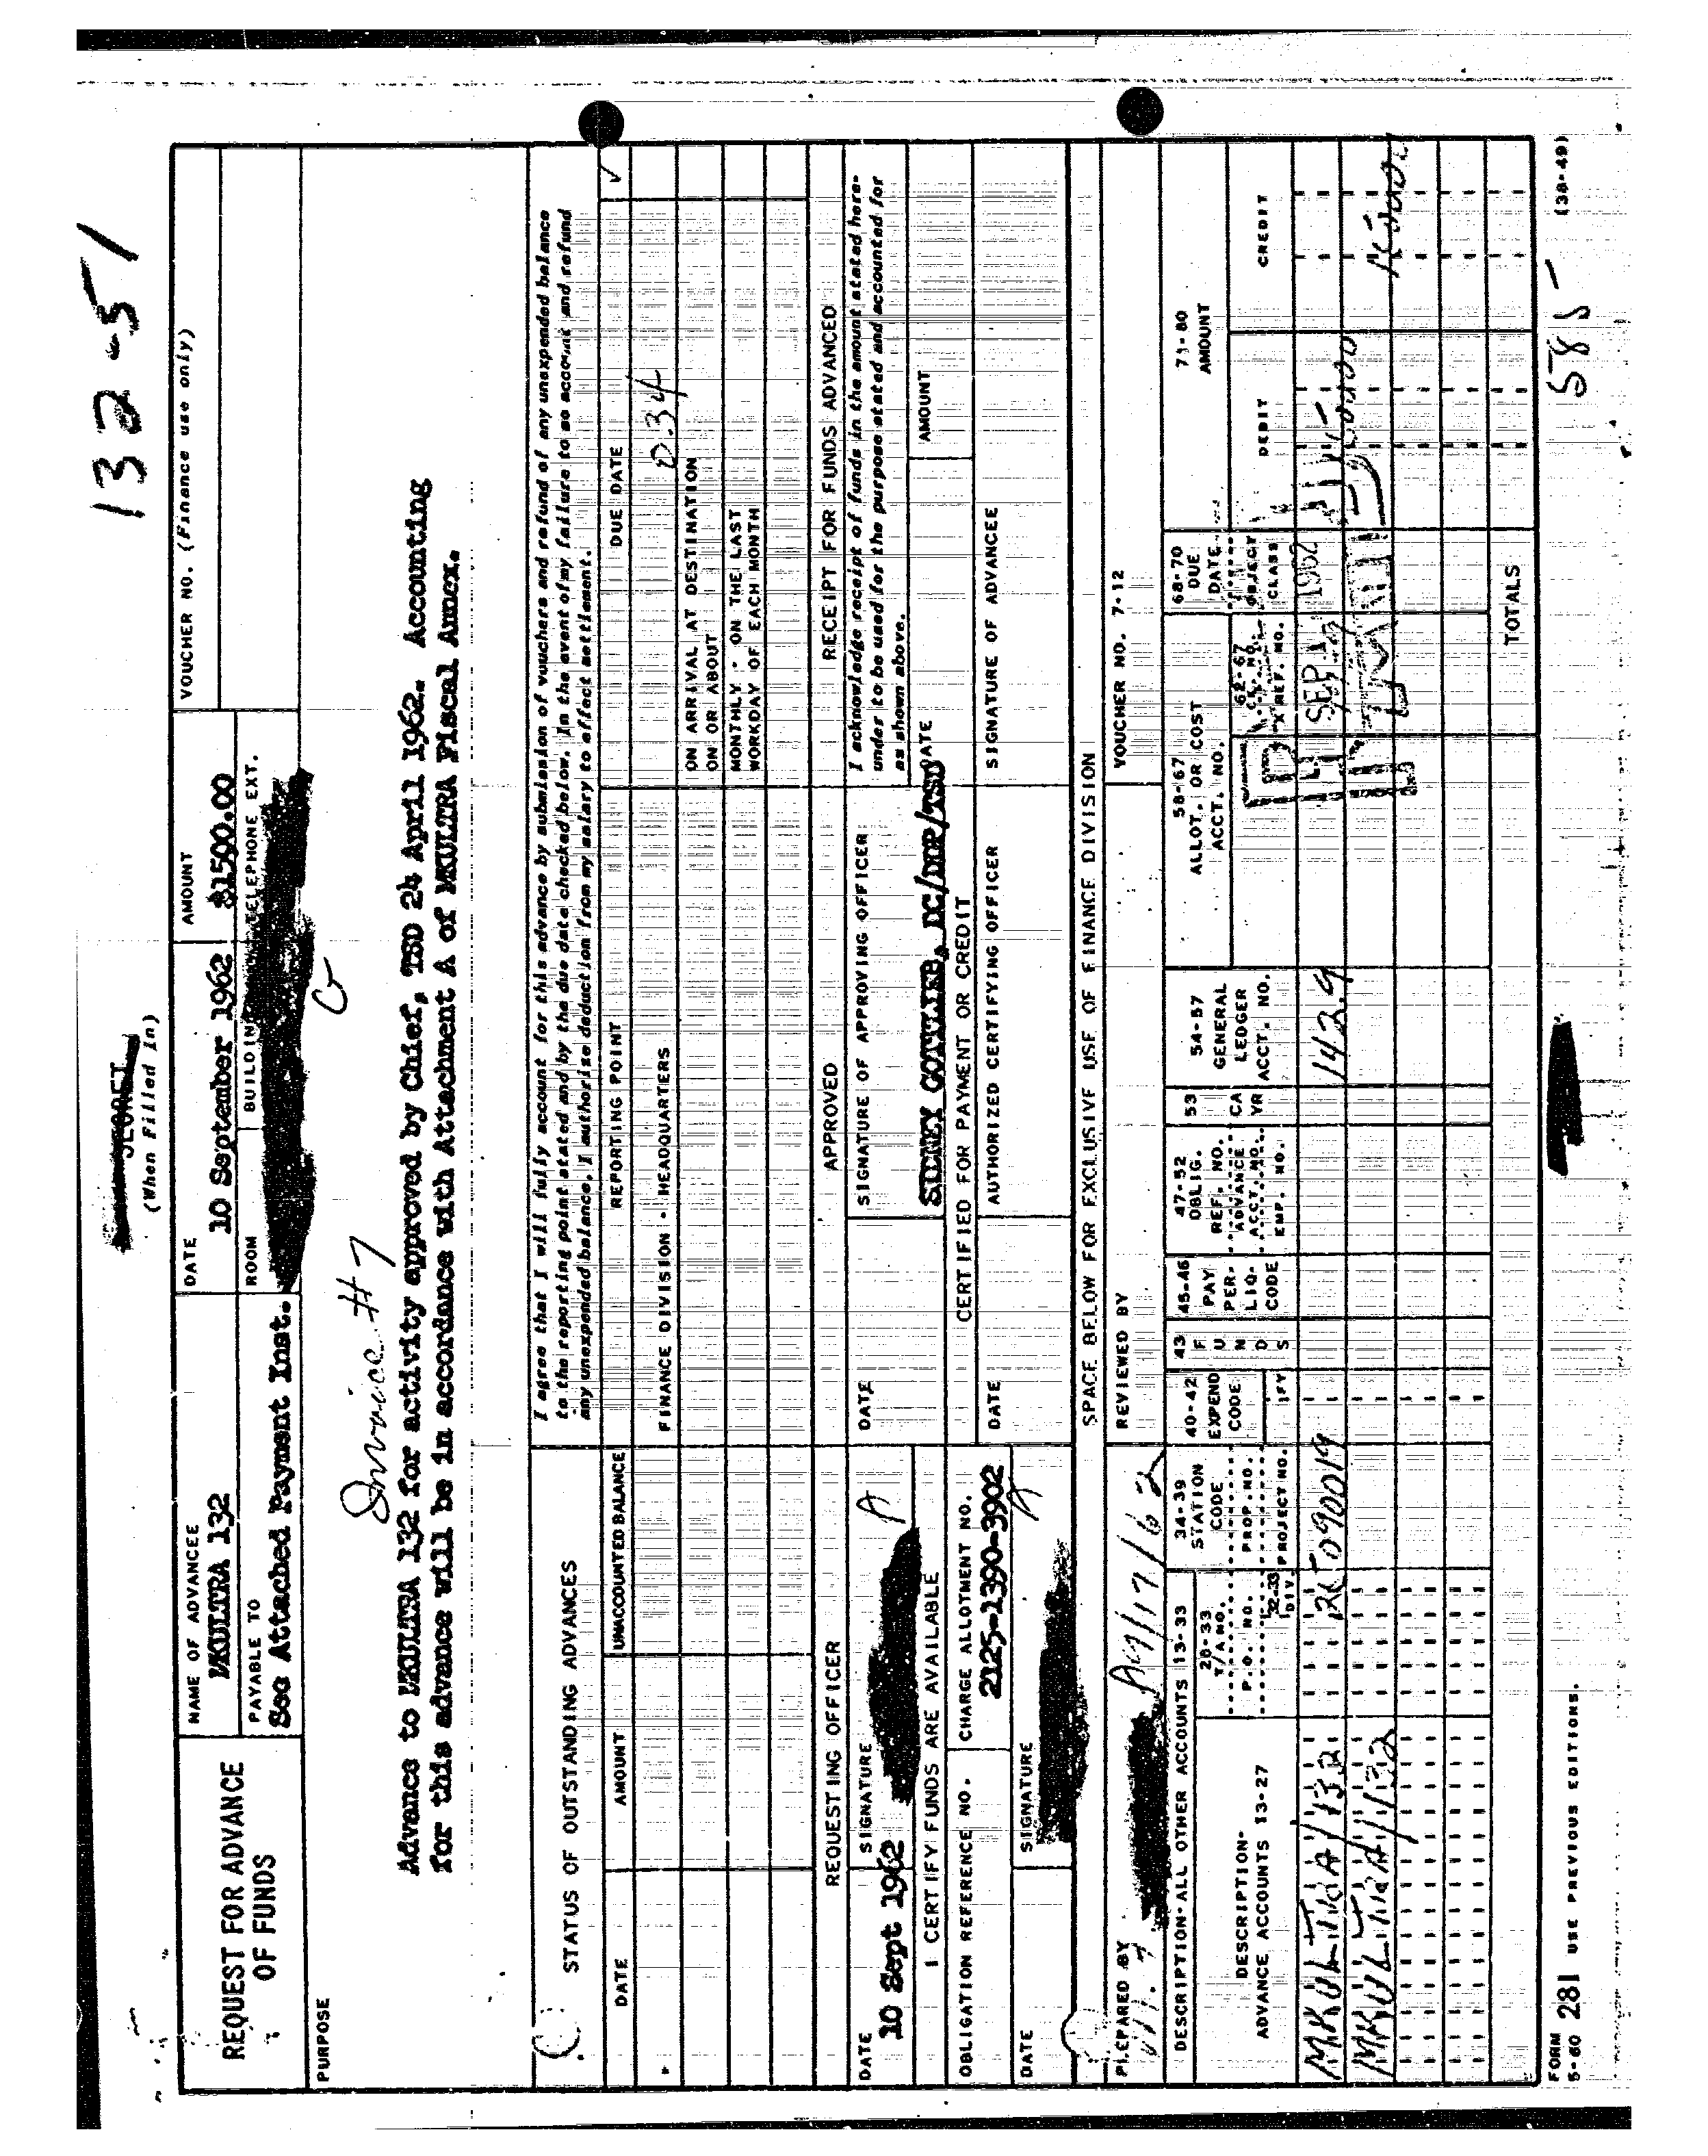 132-51
SECRET
(When Filled In)
REQUEST FOR ADVANCE
OF FUNDS
NAME OF ADVANCEE
MKULTRA 132
DATE
10 September 1962
AMOUNT
$1500.00
VOUCHER NO. (Finance use only)
PAYABLE TO
See Attached Payment Inst.
ROOM
BUILDING
TELEPHONE EXT.
PURPOSE
Invoice #7
Advance to MKULTRA 132 for activity approved by Chief, TSD 24 April 1962. Accounting
for this advance will be in accordance with Attachment A of MKULTRA Fiscal Annex.
STATUS OF OUTSTANDING ADVANCES
I agree that I will fully account for this advance by submission of vouchers and refund of any unexpended balance
to the reporting point stated and by the due date checked below. In the event of my failure to so account and refund
any unexpended balance, I authorize deduction from my salary to effect settlement.
DATE
AMOUNT
UNACCOUNTED BALANCE
REPORTING POINT
DUE DATE
✓
FINANCE DIVISION - HEADQUARTERS
034
ON ARRIVAL AT DESTINATION
ON OR ABOUT
MONTHLY - ON THE LAST
WORKDAY OF EACH MONTH
REQUESTING OFFICER
APPROVED
RECEIPT FOR FUNDS ADVANCED
DATE
10 Sept 1962
SIGNATURE
A
DATE
SIGNATURE OF APPROVING OFFICER
SIDNEY GOTTLIEB, DC/DDP/TSD
I acknowledge receipt of funds in the amount stated here-
under to be used for the purpose stated and accounted for
as shown above.
DATE
AMOUNT
I CERTIFY FUNDS ARE AVAILABLE
CERTIFIED FOR PAYMENT OR CREDIT
OBLIGATION REFERENCE NO.
CHARGE ALLOTMENT NO.
2125-1390-3902
DATE
AUTHORIZED CERTIFYING OFFICER
SIGNATURE OF ADVANCEE
DATE
SIGNATURE
A
SPACE BELOW FOR EXCLUSIVE USE OF FINANCE DIVISION
PREPARED BY
A 9/17/62
REVIEWED BY
VOUCHER NO. 7-12
DESCRIPTION-ALL OTHER ACCOUNTS 13-33
DESCRIPTION-
ADVANCE ACCOUNTS 13-27
20-33
T/A NO.
P.O. NO.
32-33
DIV.
34-39
STATION
CODE
PROP. NO.
PROJECT NO.
40-42
EXPEND
CODE
FY
43
F
U
N
D
S
45-46
PAY
PER-
LIQ.
CODE
47-52
OBLIG.
REF. NO.
ADVANCE
ACCT. NO.
EMP. NO.
53
CA
YR
54-57
GENERAL
LEDGER
ACCT. NO.
58-67
ALLOT. OR COST
ACCT. NO.
62-67
CK. NO.
X REF. NO.
68-70
DUE
DATE
OBJECT
CLASS
71-80
AMOUNT
DEBIT
CREDIT
MKULTRA/132
142.9
SEP 1962
MKULTRA/132
TOTALS
FORM
5-60 281 USE PREVIOUS EDITIONS.
585
(38-49)